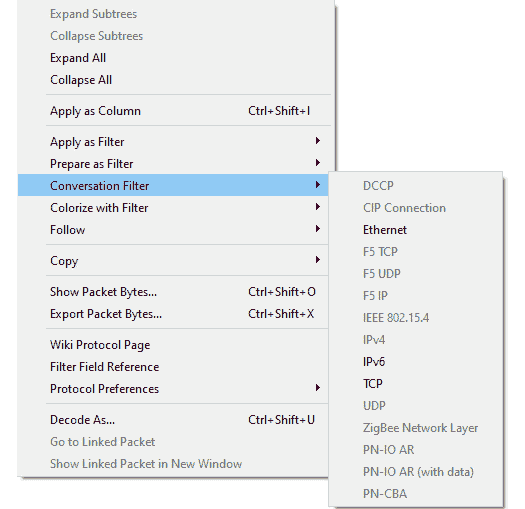 Expand Subtrees
Collapse Subtrees
Expand All
Collapse All
Apply as Column Ctrl+Shift+I
Apply as Filter
Prepare as Filter
Conversation Filter
Colorize with Filter
Follow
Copy
Show Packet Bytes... Ctrl+Shift+O
Export Packet Bytes... Ctrl+Shift+X
Wiki Protocol Page
Filter Field Reference
Protocol Preferences
Decode As... Ctrl+Shift+U
Go to Linked Packet
Show Linked Packet in New Window
DCCP
CIP Connection
Ethernet
F5 TCP
F5 UDP
F5 IP
IEEE 802.15.4
IPv4
IPv6
TCP
UDP
ZigBee Network Layer
PN-IO AR
PN-IO AR (with data)
PN-CBA